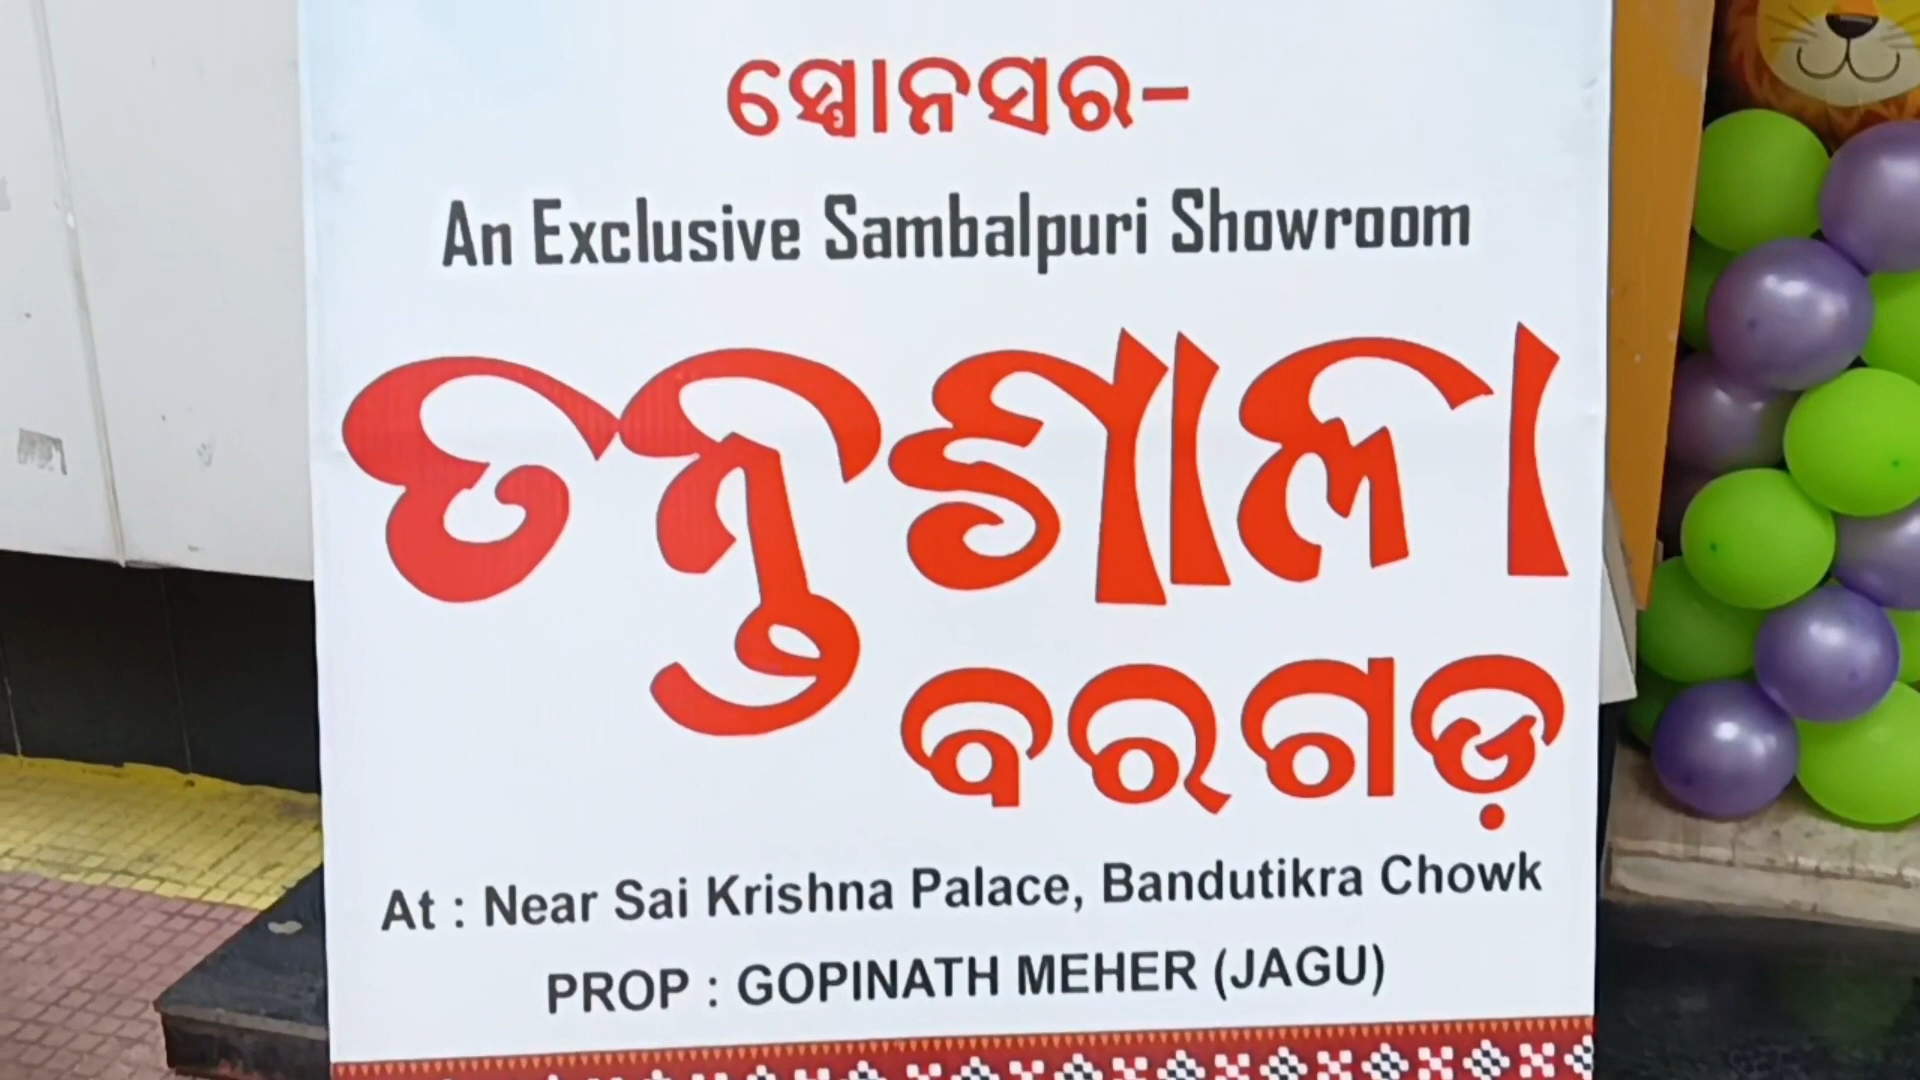 ସ୍ପୋନସର-
An Exclusive Sambalpuri Showroom
ତନ୍ତୁଶାଳା
ବରଗଡ଼
At : Near Sai Krishna Palace, Bandutikra Chowk
PROP : GOPINATH MEHER (JAGU)